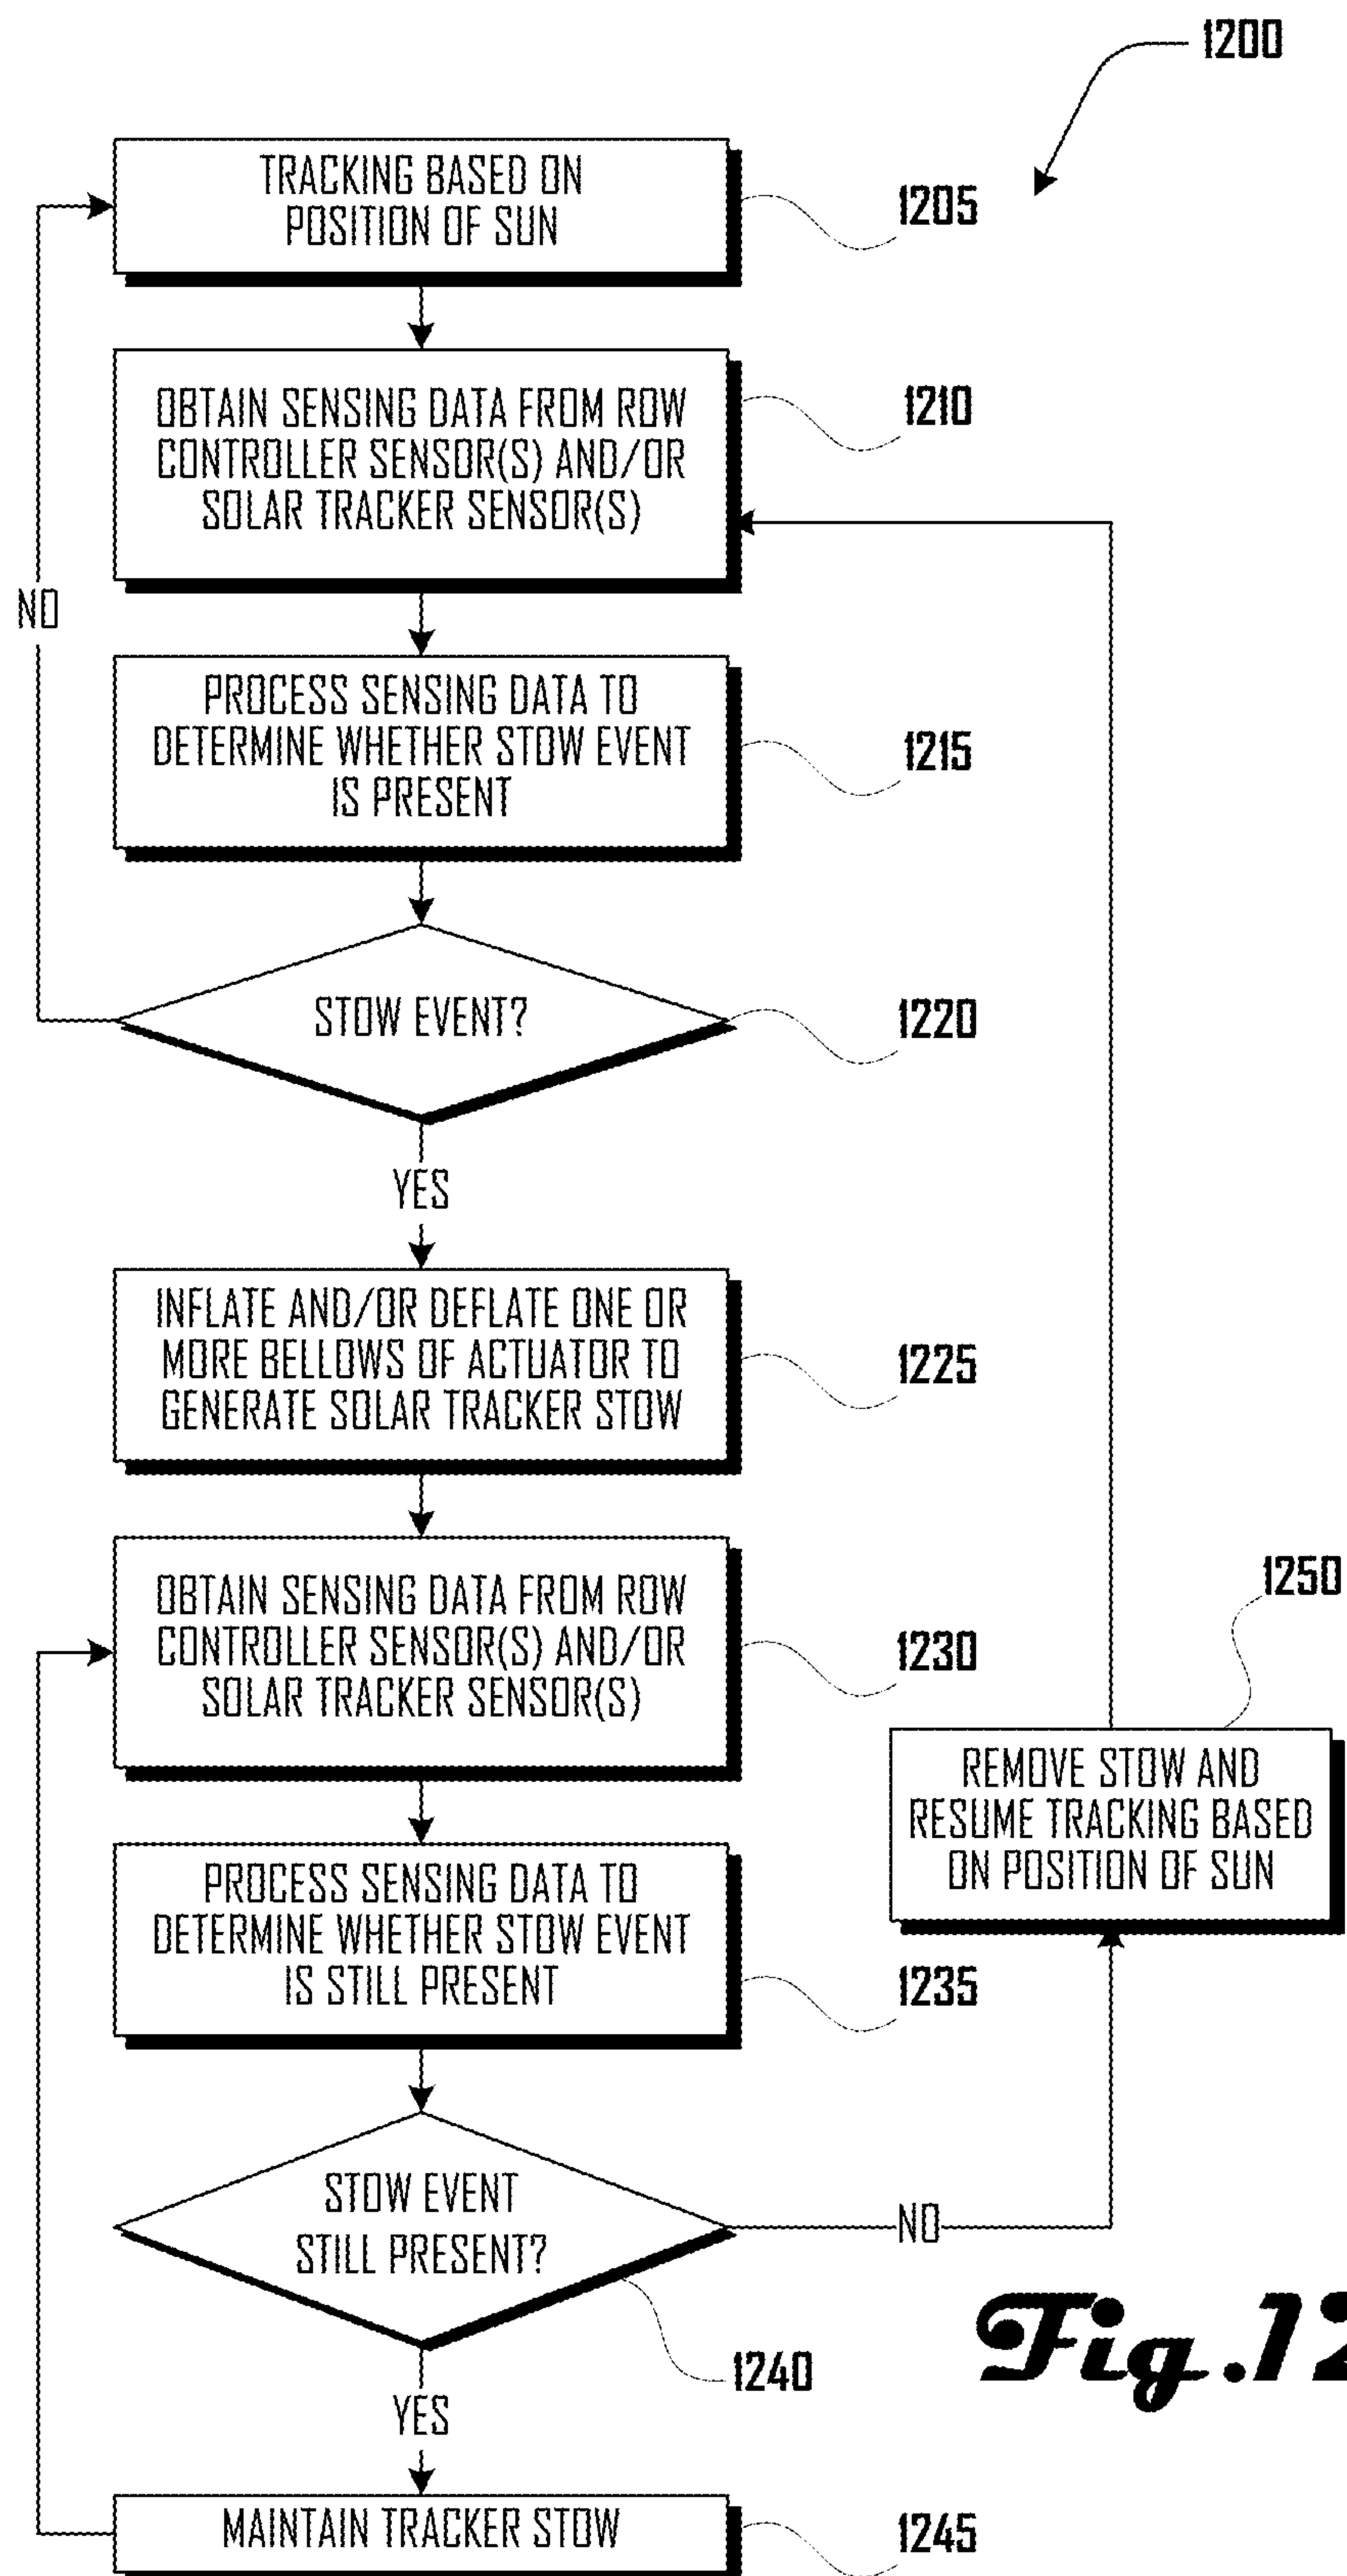 1200
TRACKING BASED ON
POSITION OF SUN
1205
OBTAIN SENSING DATA FROM ROW
CONTROLLER SENSOR(S) AND/OR
SOLAR TRACKER SENSOR(S)
1210
NO
PROCESS SENSING DATA TO
DETERMINE WHETHER STOW EVENT
IS PRESENT
1215
STOW EVENT?
1220
YES
INFLATE AND/OR DEFLATE ONE OR
MORE BELLOWS OF ACTUATOR TO
GENERATE SOLAR TRACKER STOW
1225
OBTAIN SENSING DATA FROM ROW
CONTROLLER SENSOR(S) AND/OR
SOLAR TRACKER SENSOR(S)
1230
1250
REMOVE STOW AND
RESUME TRACKING BASED
ON POSITION OF SUN
PROCESS SENSING DATA TO
DETERMINE WHETHER STOW EVENT
IS STILL PRESENT
1235
STOW EVENT
STILL PRESENT?
NO
1240
Fig.12
YES
MAINTAIN TRACKER STOW
1245